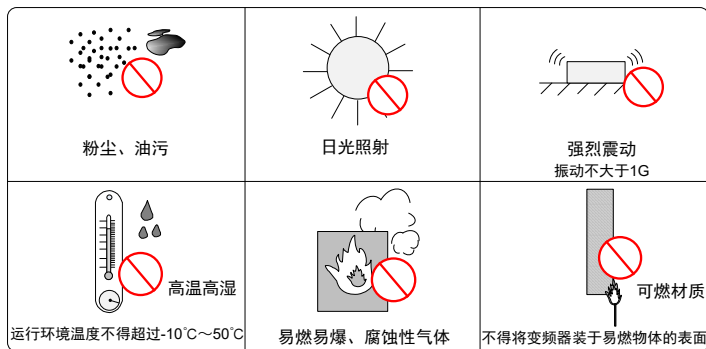 粉尘、油污
日光照射
强烈震动
振动不大于1G
高温高湿
运行环境温度不得超过-10℃～50℃
易燃易爆、腐蚀性气体
可燃材质
不得将变频器装于易燃物体的表面